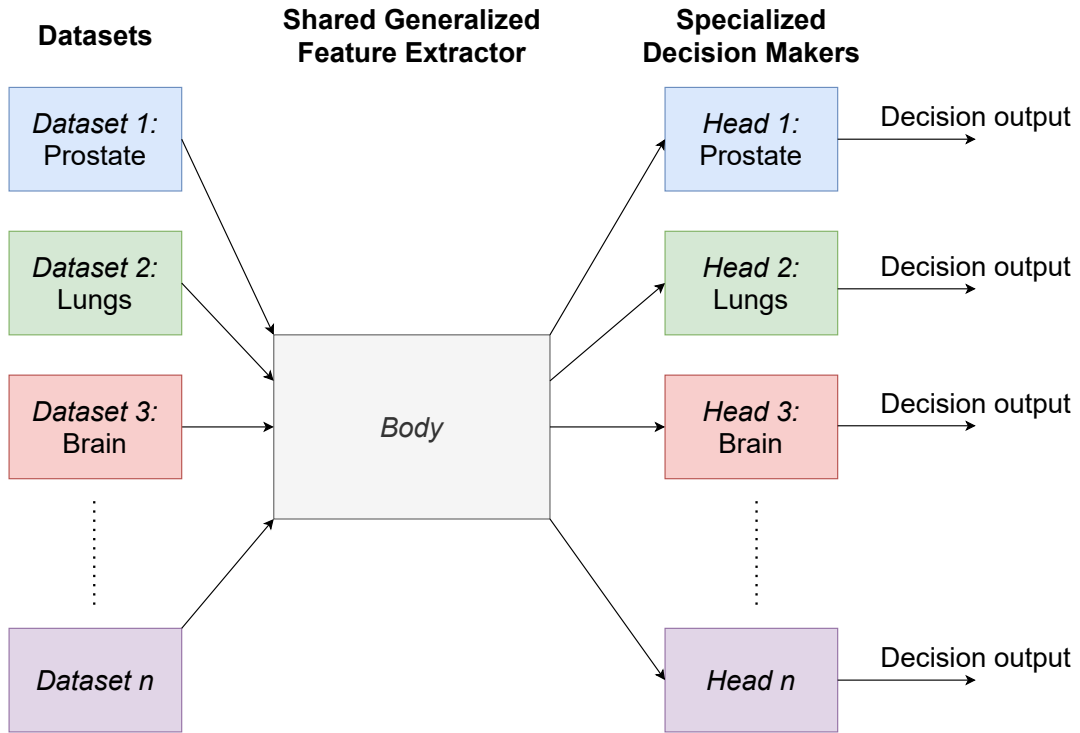 Datasets
Shared Generalized
Feature Extractor
Specialized
Decision Makers
Dataset 1:
Prostate
Head 1:
Prostate
Decision output
Dataset 2:
Lungs
Head 2:
Lungs
Decision output
Dataset 3:
Brain
Body
Head 3:
Brain
Decision output
Dataset n
Head n
Decision output